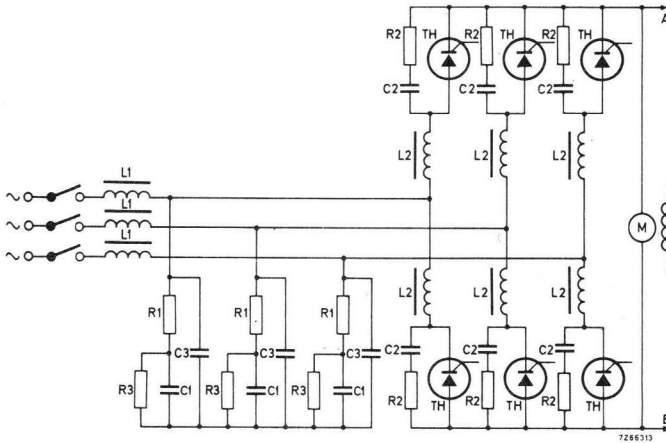 R2 TH R2 TH R2 TH A
C2 C2 C2
L2 L2 L2
L1
~
L1
~
L1
~
M
L2 L2 L2
R1 R1 R1
C2 C2 C2
C3 C3 C3
R3 C1 R3 C1 R3 C1
R2 TH R2 TH R2 TH
7Z66313